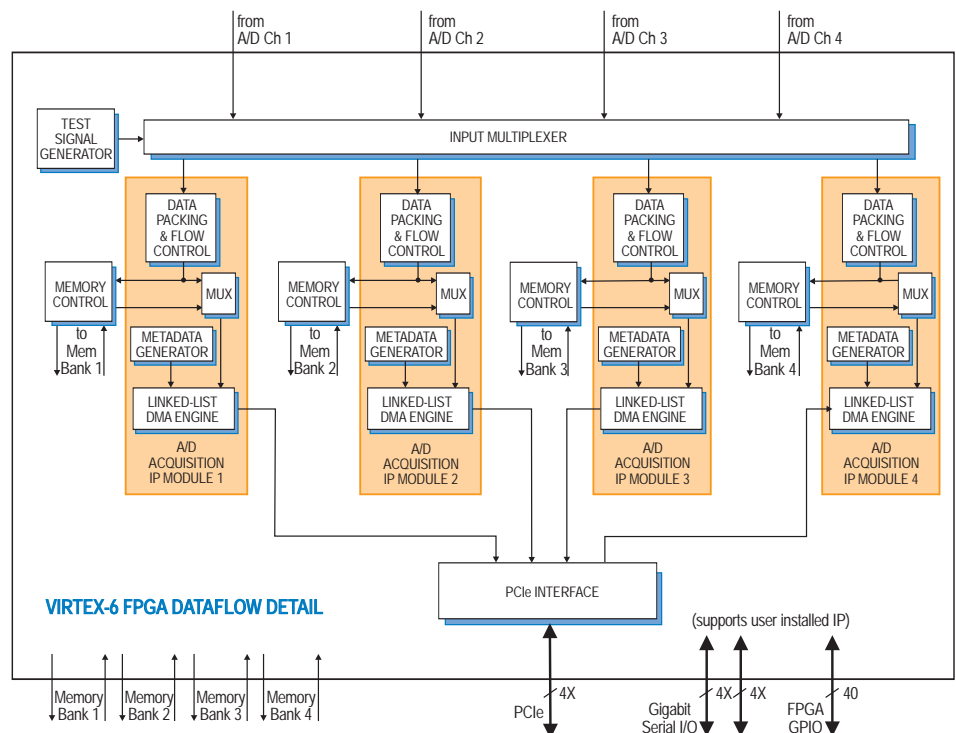 from
A/D Ch 1
from
A/D Ch 2
from
A/D Ch 3
from
A/D Ch 4
TEST
SIGNAL
GENERATOR
INPUT MULTIPLEXER
DATA
PACKING
& FLOW
CONTROL
DATA
PACKING
& FLOW
CONTROL
DATA
PACKING
& FLOW
CONTROL
DATA
PACKING
& FLOW
CONTROL
MEMORY
CONTROL
MUX
MEMORY
CONTROL
MUX
MEMORY
CONTROL
MUX
MEMORY
CONTROL
MUX
to
Mem
Bank 1
METADATA
GENERATOR
to
Mem
Bank 2
METADATA
GENERATOR
to
Mem
Bank 3
METADATA
GENERATOR
to
Mem
Bank 4
METADATA
GENERATOR
LINKED-LIST
DMA ENGINE
LINKED-LIST
DMA ENGINE
LINKED-LIST
DMA ENGINE
LINKED-LIST
DMA ENGINE
A/D
ACQUISITION
IP MODULE 1
A/D
ACQUISITION
IP MODULE 2
A/D
ACQUISITION
IP MODULE 3
A/D
ACQUISITION
IP MODULE 4
PCIe INTERFACE
VIRTEX-6 FPGA DATAFLOW DETAIL
(supports user installed IP)
Memory
Bank 1
Memory
Bank 2
Memory
Bank 3
Memory
Bank 4
4X
PCIe
4X
4X
Gigabit
Serial I/O
40
FPGA
GPIO